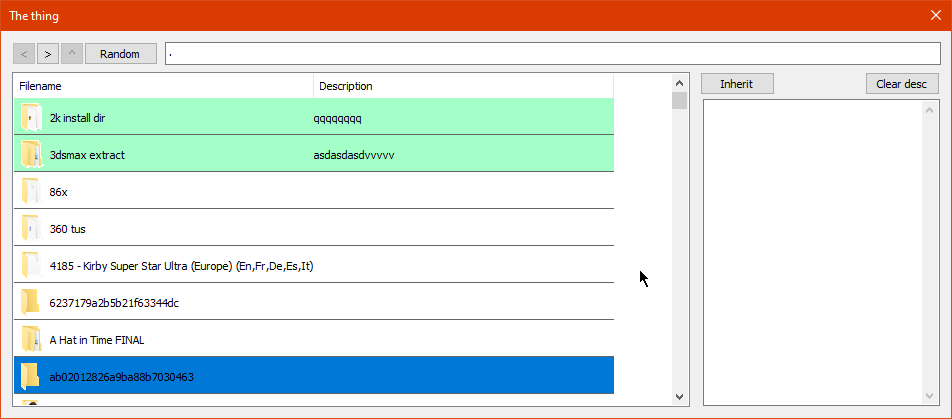 The thing
< > ^ Random .
Inherit Clear desc
Filename Description
2k install dir qqqqqqqq
3dsmax extract asdasdasdvvvvv
86x
360 tus
4185 - Kirby Super Star Ultra (Europe) (En,Fr,De,Es,It)
6237179a2b5b21f63344dc
A Hat in Time FINAL
ab02012826a9ba88b7030463